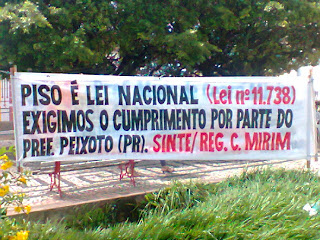 PISO É LEI NACIONAL (Lei nº 11.738)
EXIGIMOS O CUMPRIMENTO POR PARTE DO
PREF. PEIXOTO (PR). SINTE/REG. C. MIRIM